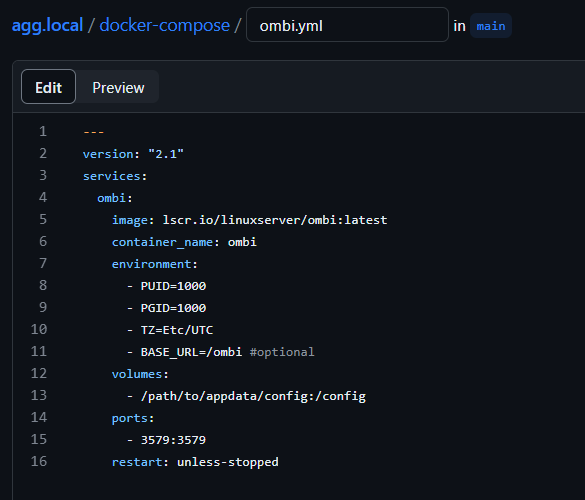 agg.local / docker-compose / ombi.yml in main
Edit Preview
1 ---
2 version: "2.1"
3 services:
4   ombi:
5     image: lscr.io/linuxserver/ombi:latest
6     container_name: ombi
7     environment:
8       - PUID=1000
9       - PGID=1000
10       - TZ=Etc/UTC
11       - BASE_URL=/ombi #optional
12     volumes:
13       - /path/to/appdata/config:/config
14     ports:
15       - 3579:3579
16     restart: unless-stopped